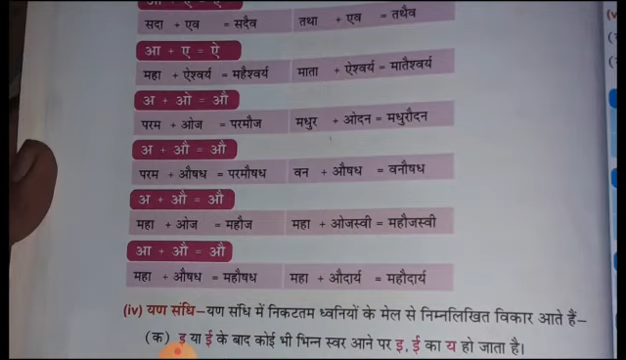 सदा + एव = सदैव तथा + एव = तथैव
आ + ए = ऐ
महा + ऐश्वर्य = महैश्वर्य माता + ऐश्वर्य = मातैश्वर्य
अ + ओ = औ
परम + ओज = परमौज मधुर + ओदन = मधुरौदन
अ + औ = औ
परम + औषध = परमौषध वन + औषध = वनौषध
अ + औ = औ
महा + ओज = महौज महा + ओजस्वी = महौजस्वी
आ + औ = औ
महा + औषध = महौषध महा + औदार्य = महौदार्य
(iv) यण संधि–यण संधि में निकटतम ध्वनियों के मेल से निम्नलिखित विकार आते हैं–
(क) इ या ई के बाद कोई भी भिन्न स्वर आने पर इ, ई का य हो जाता है।